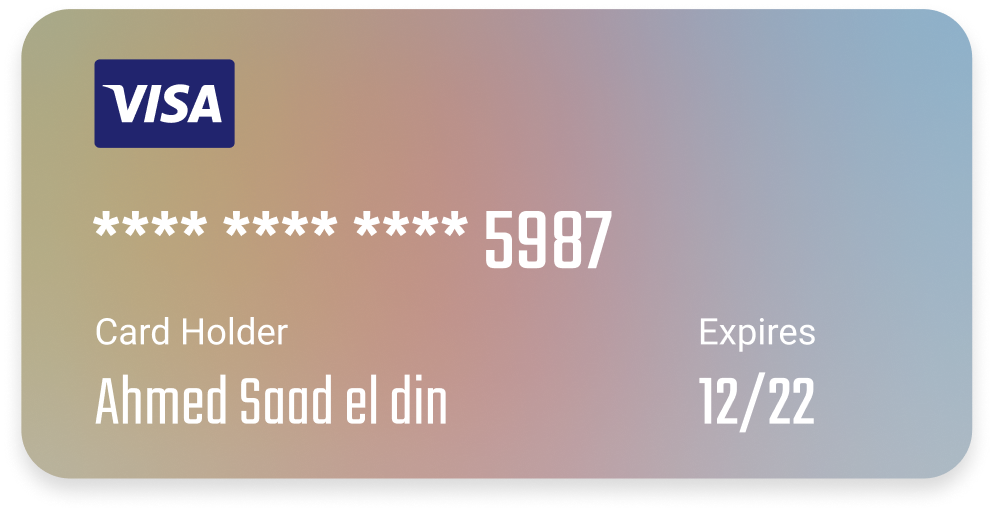 VISA
**** **** **** 5987
Card Holder
Expires
Ahmed Saad el din
12/22